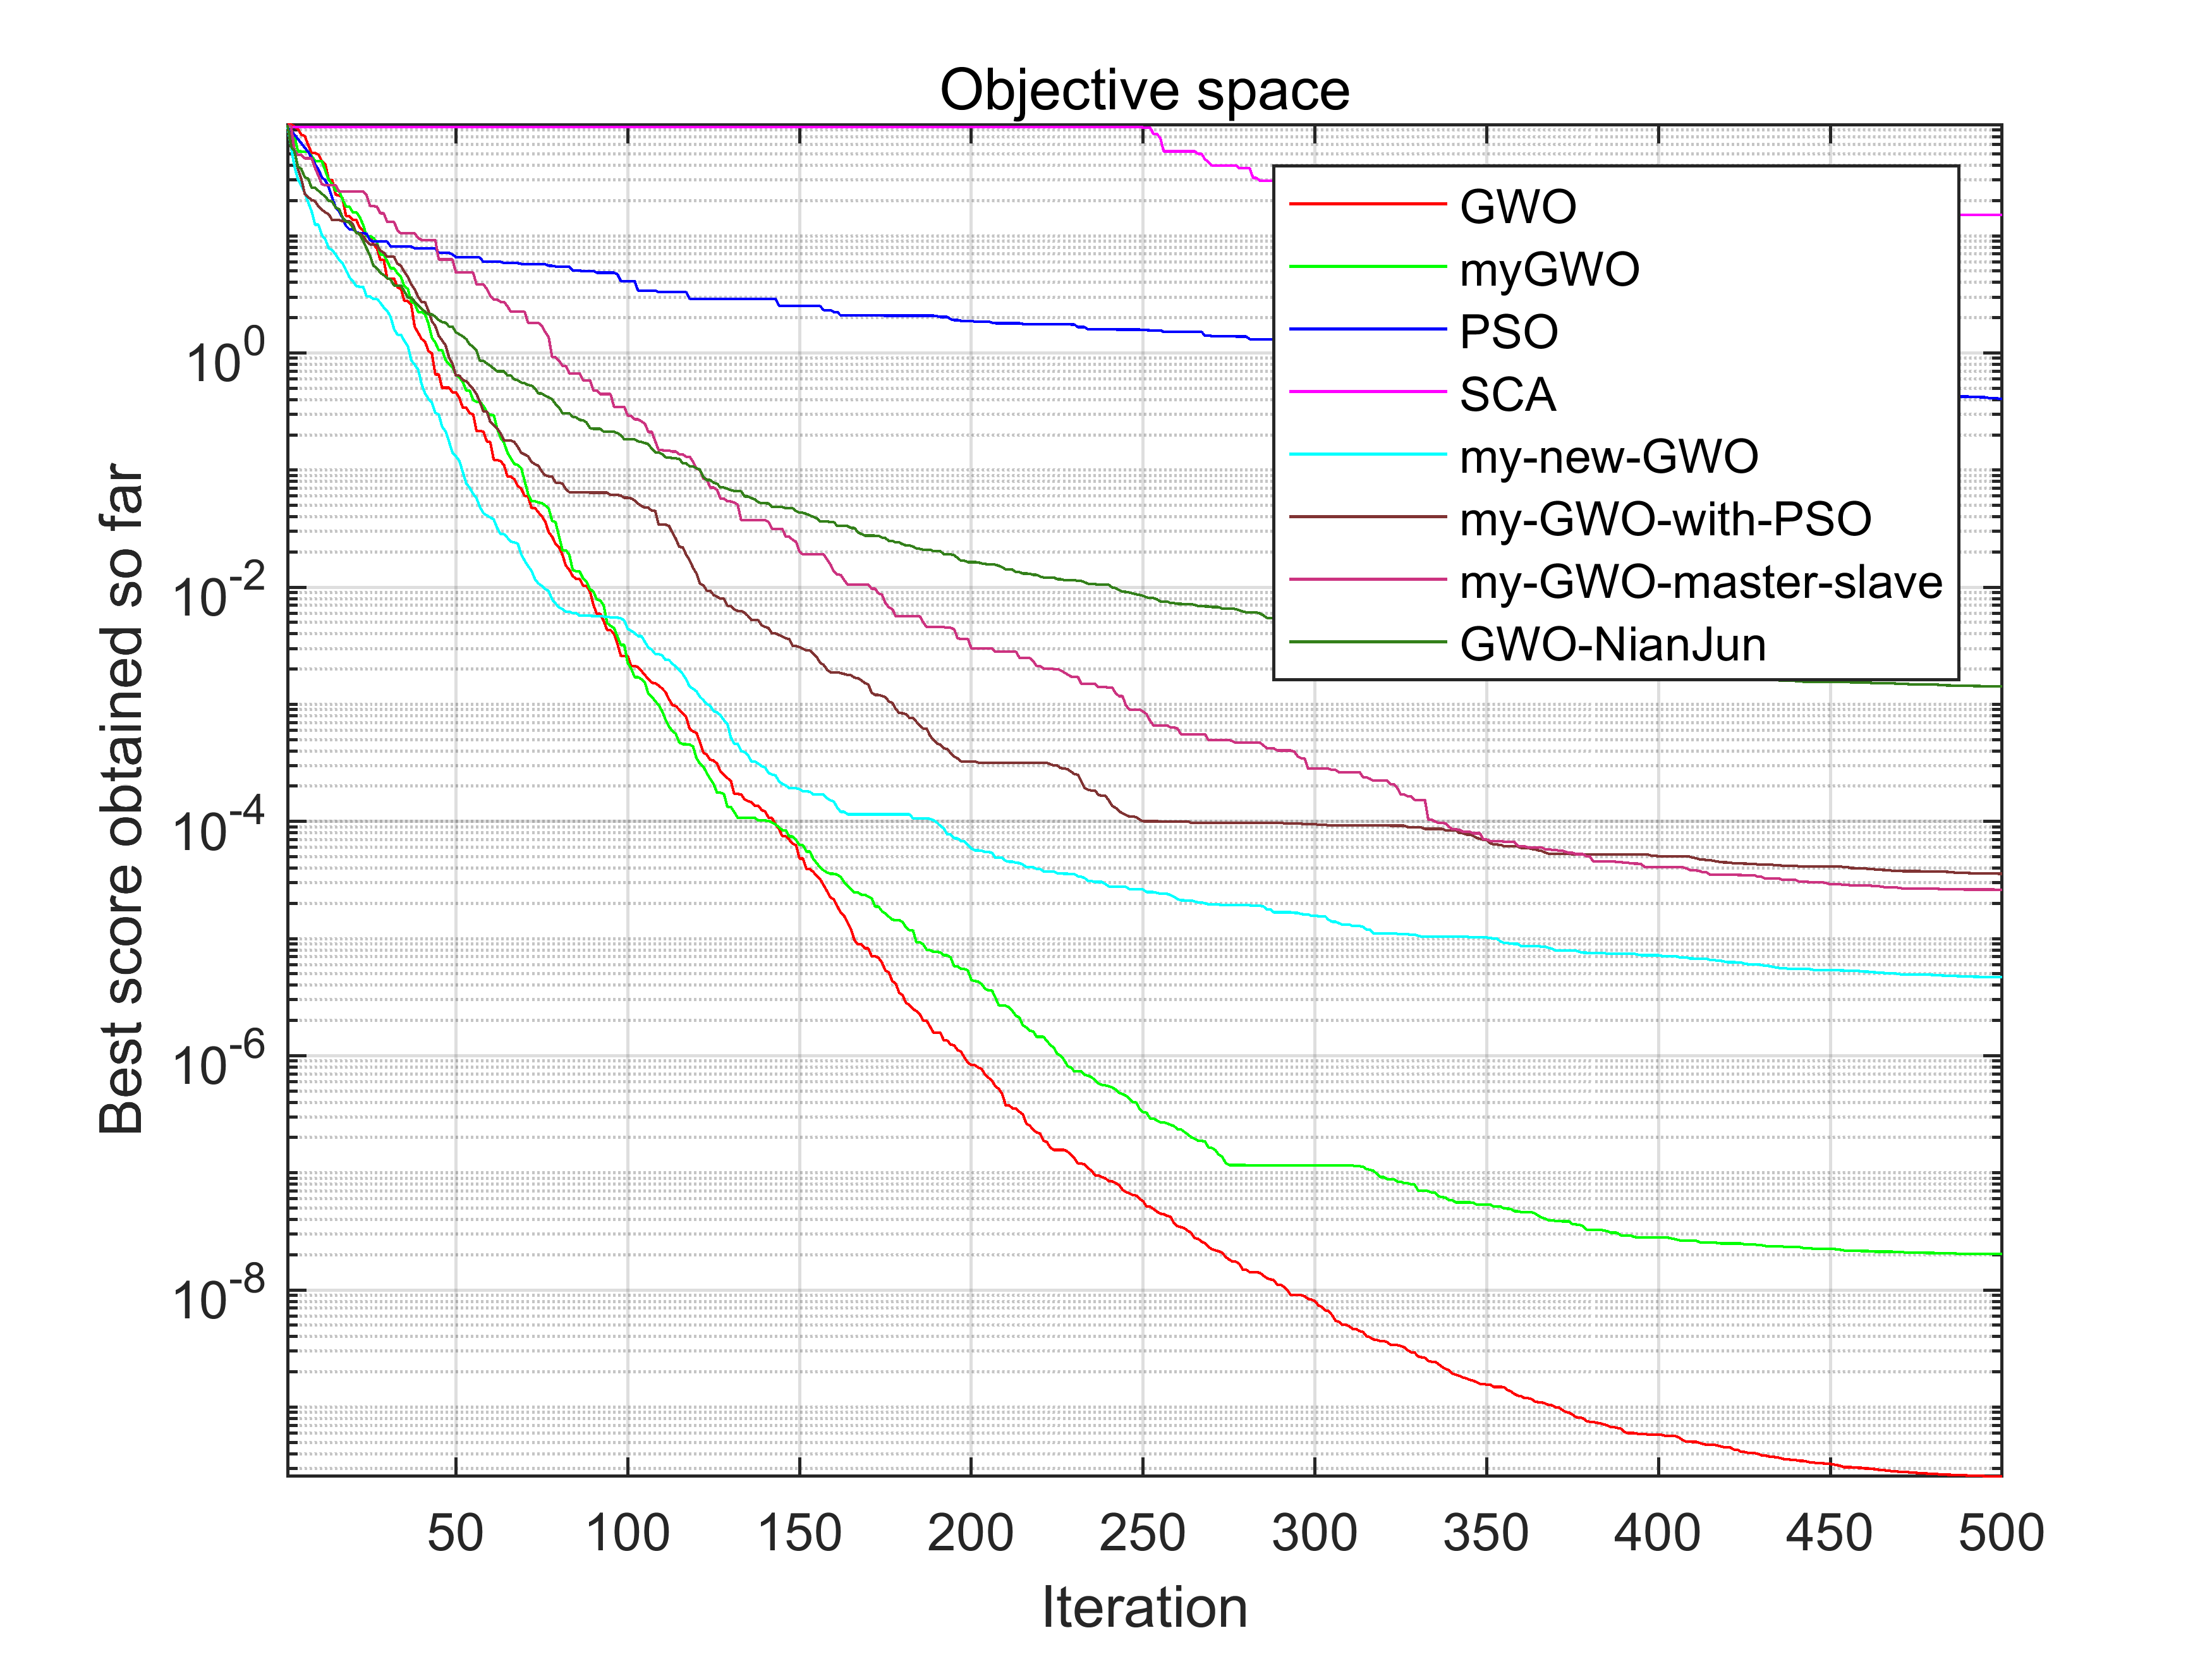 Objective space
Best score obtained so far
10^0
10^-2
10^-4
10^-6
10^-8
GWO
myGWO
PSO
SCA
my-new-GWO
my-GWO-with-PSO
my-GWO-master-slave
GWO-NianJun
50 100 150 200 250 300 350 400 450 500
Iteration